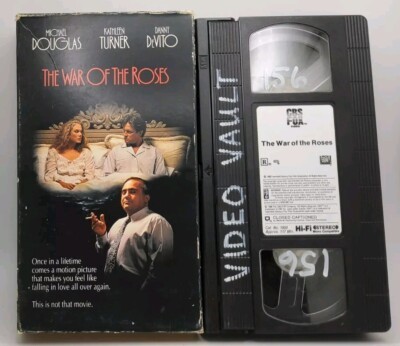 MICHAEL
DOUGLAS
KATHLEEN
TURNER
DANNY
DeVITO
THE WAR OF THE ROSES
Once in a lifetime
comes a motion picture
that makes you feel like
falling in love all over again.
This is not that movie.
VIDEO VAULT
156
CBS
FOX
VIDEO
The War of the Roses
R
CLOSED CAPTIONED
Hi-Fi STEREO
951